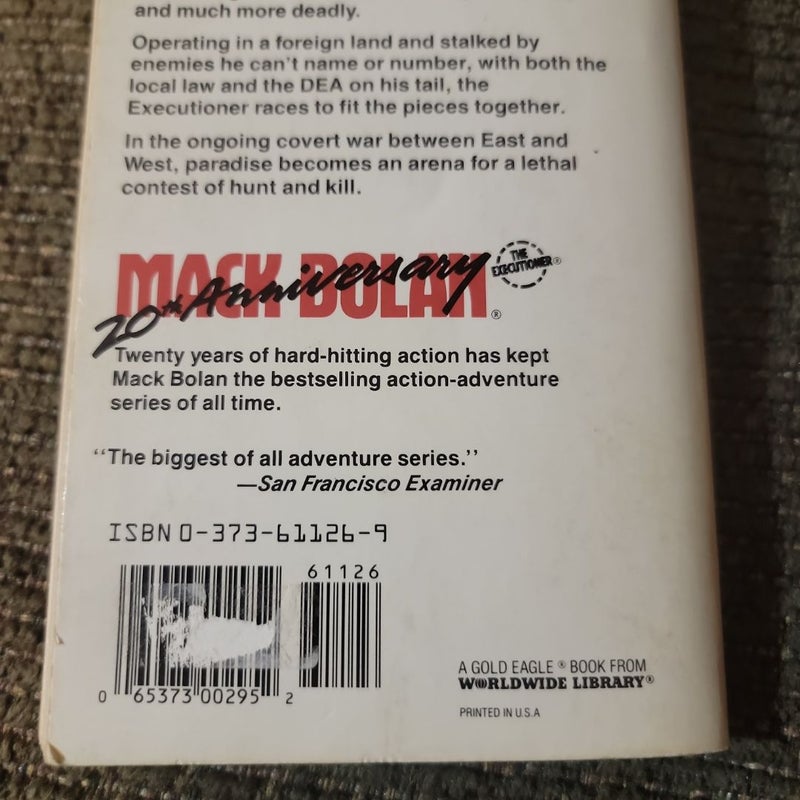 and much more deadly.
Operating in a foreign land and stalked by
enemies he can't name or number, with both the
local law and the DEA on his tail, the
Executioner races to fit the pieces together.
In the ongoing covert war between East and
West, paradise becomes an arena for a lethal
contest of hunt and kill.
MACK BOLAN®
20th Anniversary
THE
EXECUTIONER®
Twenty years of hard-hitting action has kept
Mack Bolan the bestselling action-adventure
series of all time.
‘‘The biggest of all adventure series.’’
—San Francisco Examiner
ISBN 0-373-61126-9
61126
0 65373 00295 2
A GOLD EAGLE® BOOK FROM
WORLDWIDE LIBRARY®
PRINTED IN U.S.A